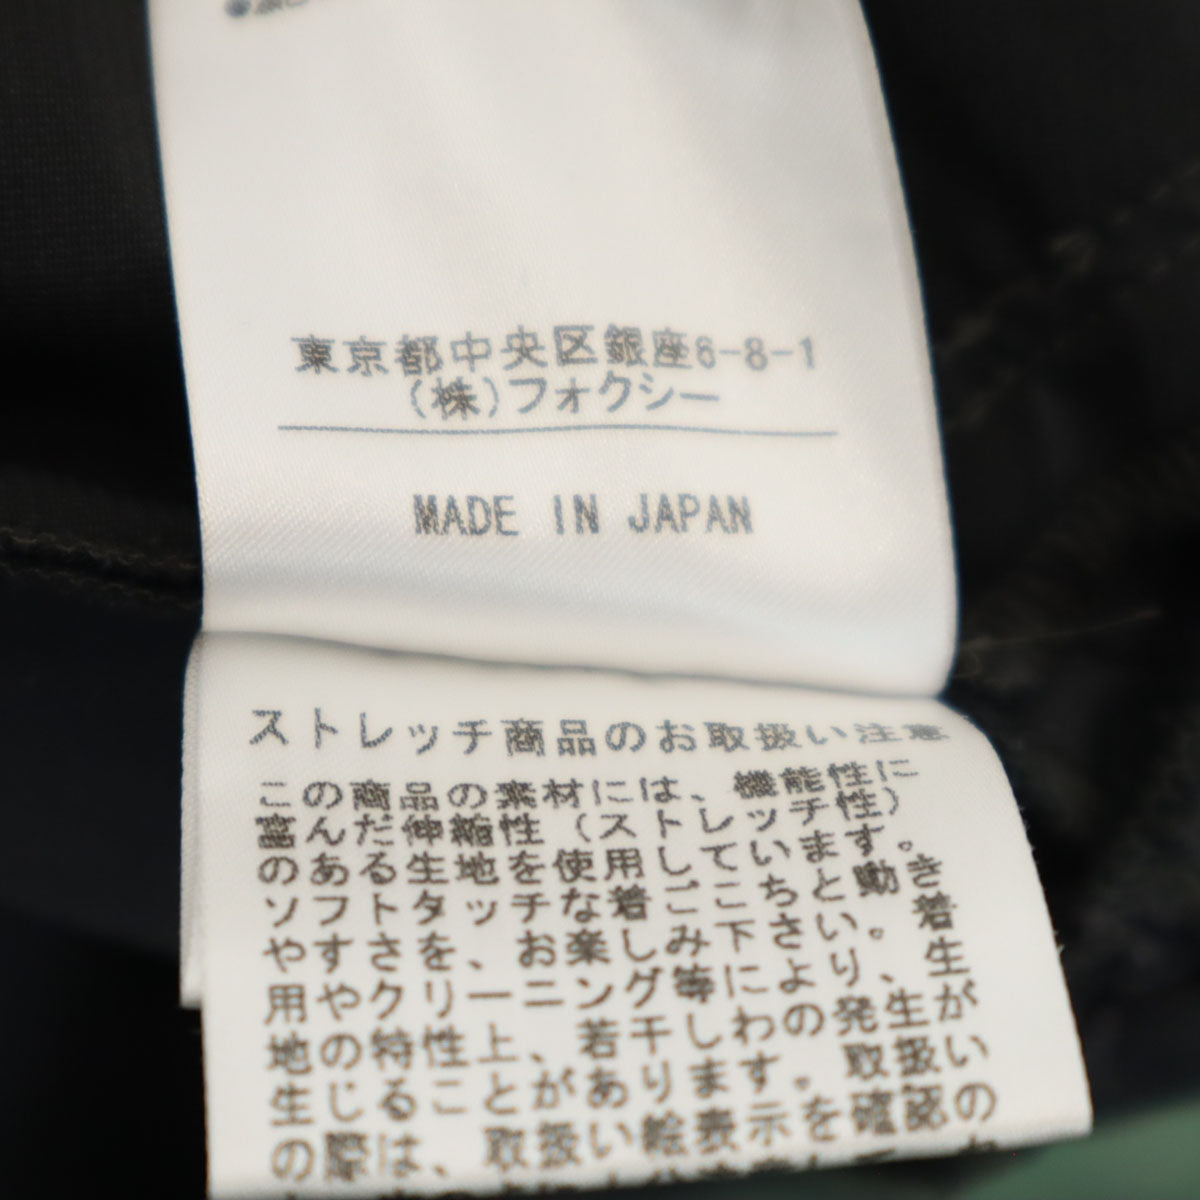 東京都中央区銀座6-8-1
(株)フォクシー
MADE IN JAPAN
ストレッチ商品のお取扱い注意
この商品の素材には、機能性に
富んだ伸縮性(ストレッチ性)
のある生地を使用しています。
ソフトタッチな着ごこちと動き
やすさを、お楽しみ下さい。着
用やクリーニング等により、生
地の特性上、若干しわの発生が
生じることがあります。取扱い
の際は、取扱い絵表示を確認の